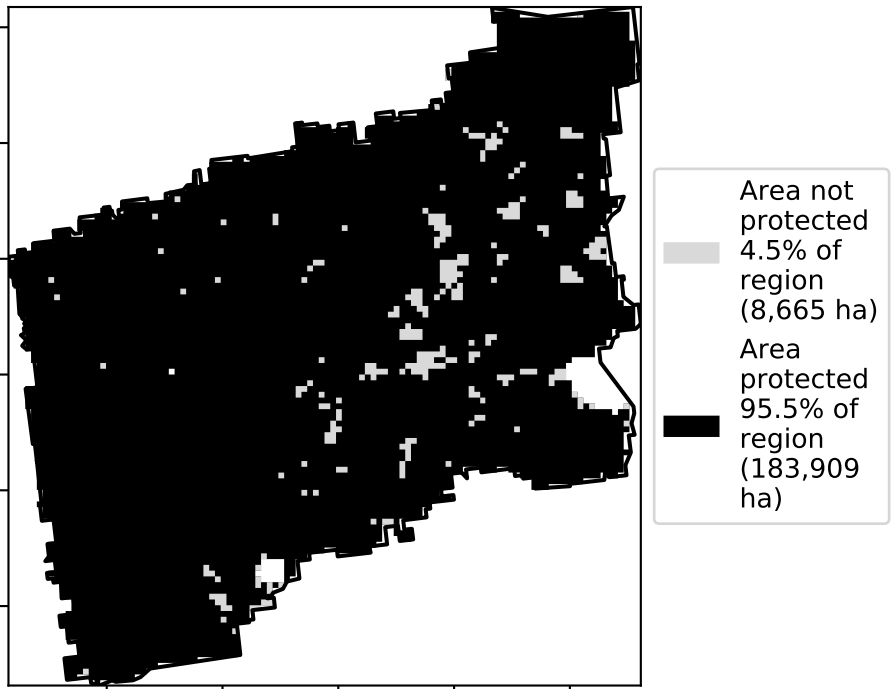 Area not
protected
4.5% of
region
(8,665 ha)
Area
protected
95.5% of
region
(183,909
ha)